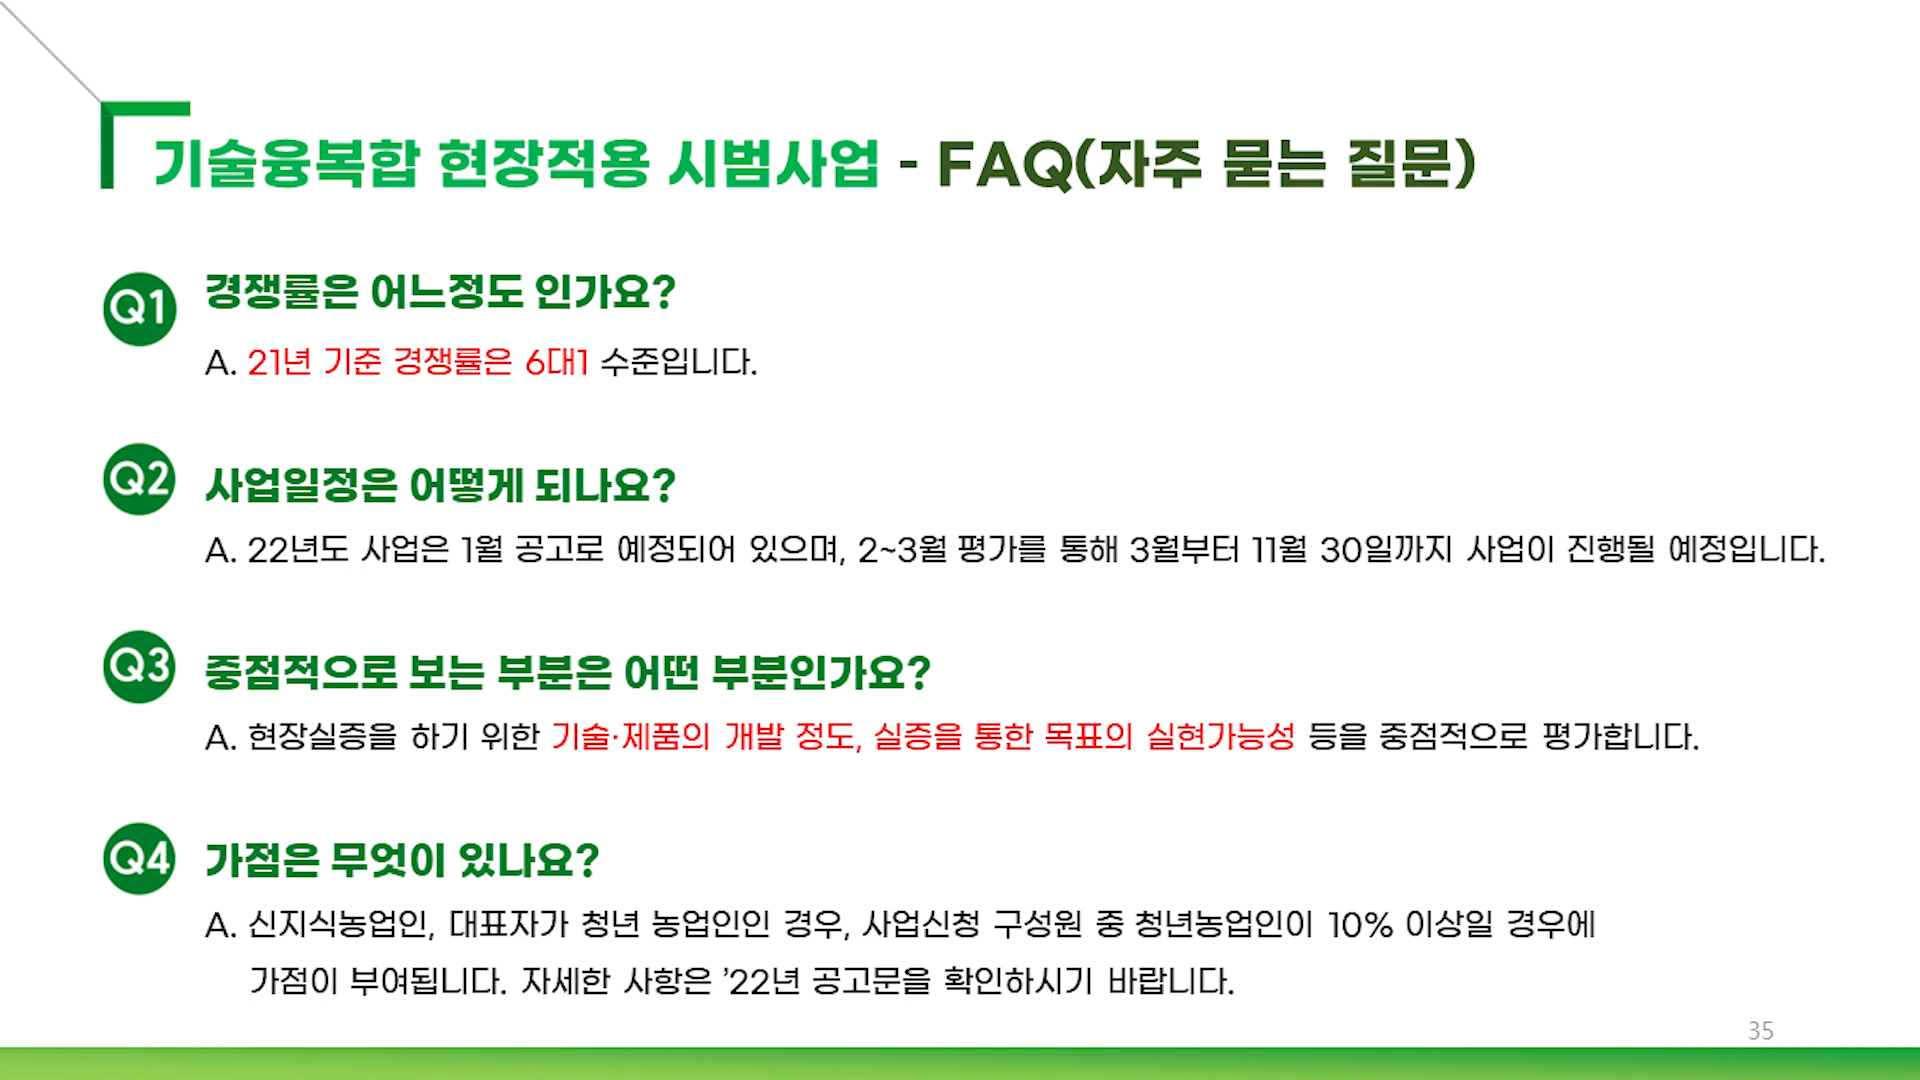 기술융복합 현장적용 시범사업 - FAQ(자주 묻는 질문)
Q1 경쟁률은 어느정도 인가요?
A. 21년 기준 경쟁률은 6대1 수준입니다.
Q2 사업일정은 어떻게 되나요?
A. 22년도 사업은 1월 공고로 예정되어 있으며, 2~3월 평가를 통해 3월부터 11월 30일까지 사업이 진행될 예정입니다.
Q3 중점적으로 보는 부분은 어떤 부분인가요?
A. 현장실증을 하기 위한 기술·제품의 개발 정도, 실증을 통한 목표의 실현가능성 등을 중점적으로 평가합니다.
Q4 가점은 무엇이 있나요?
A. 신지식농업인, 대표자가 청년 농업인인 경우, 사업신청 구성원 중 청년농업인이 10% 이상일 경우에
가점이 부여됩니다. 자세한 사항은 ’22년 공고문을 확인하시기 바랍니다.
35